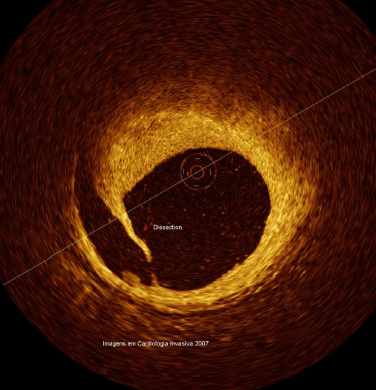 Dissection
Imagens em Cardiologia Invasiva 2007